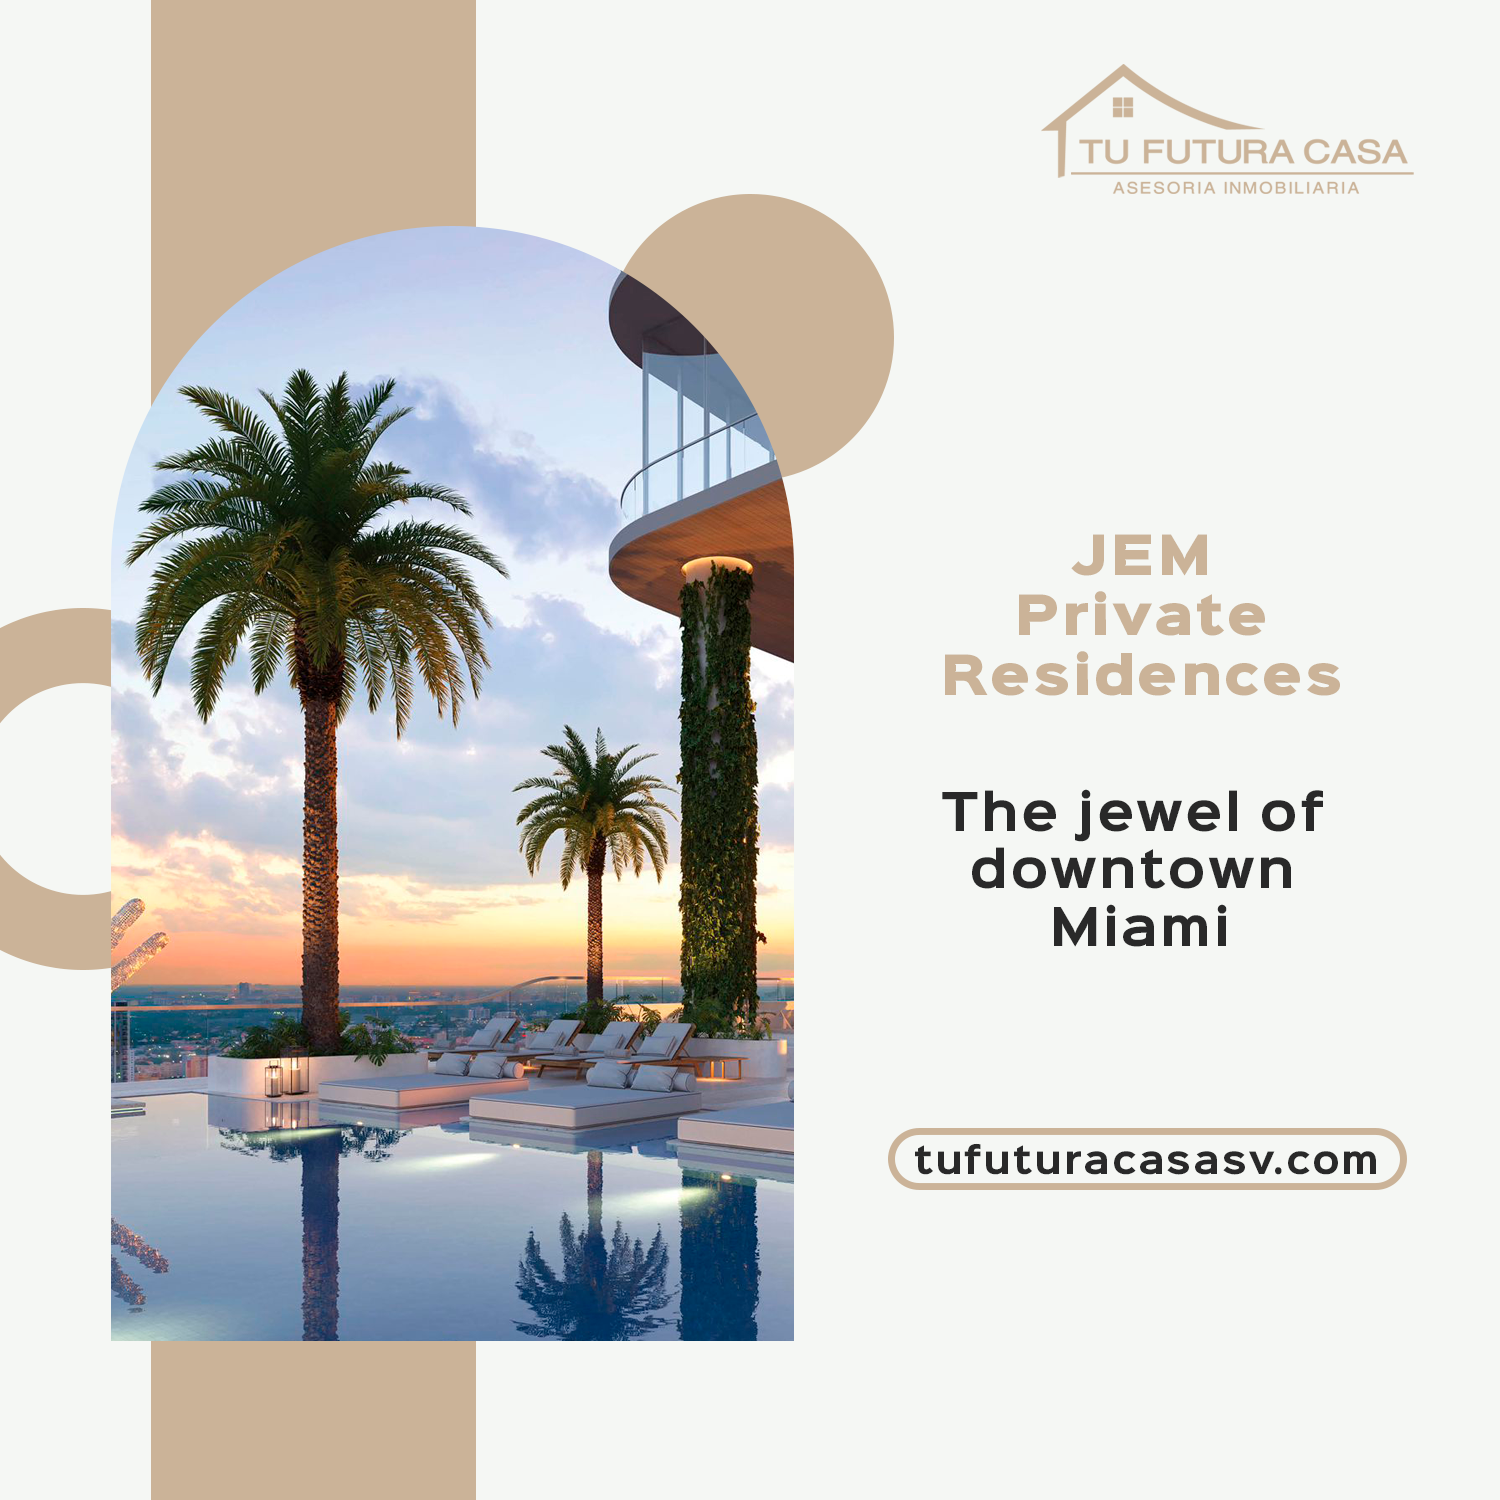 TU FUTURA CASA
ASESORIA INMOBILIARIA
JEM
Private
Residences
The jewel of
downtown
Miami
tufuturacasasv.com